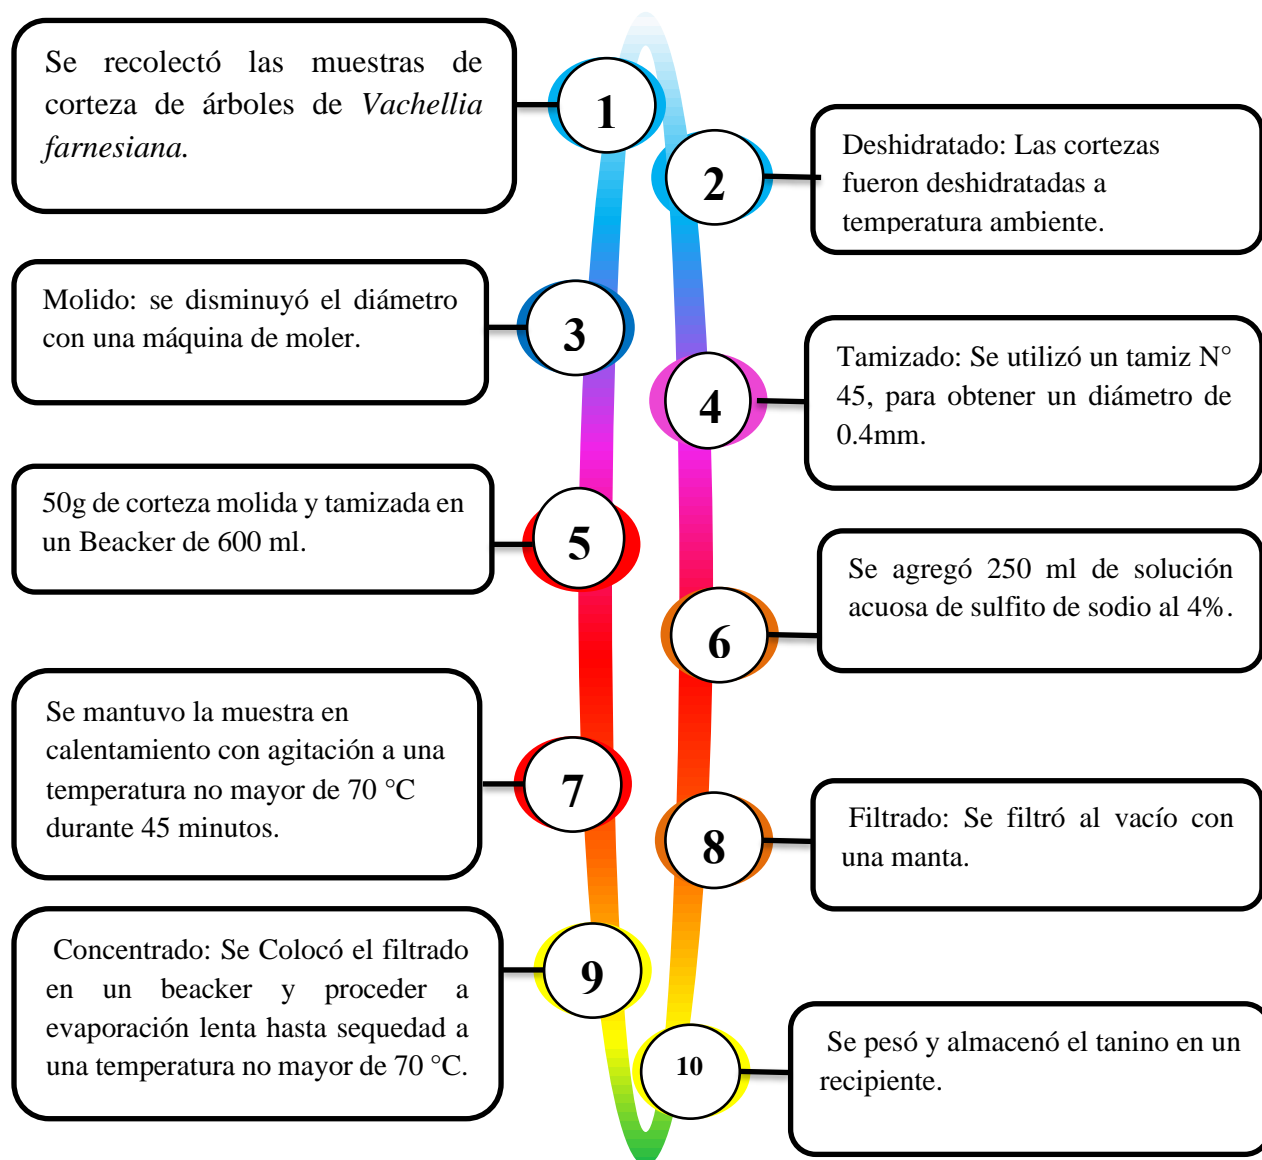 Se recolectó las muestras de
corteza de árboles de Vachellia
farnesiana.
1
2
Deshidratado: Las cortezas
fueron deshidratadas a
temperatura ambiente.
Molido: se disminuyó el diámetro
con una máquina de moler.
3
4
Tamizado: Se utilizó un tamiz N°
45, para obtener un diámetro de
0.4mm.
50g de corteza molida y tamizada en
un Beacker de 600 ml.
5
6
Se agregó 250 ml de solución
acuosa de sulfito de sodio al 4%.
Se mantuvo la muestra en
calentamiento con agitación a una
temperatura no mayor de 70 °C
durante 45 minutos.
7
8
Filtrado: Se filtró al vacío con
una manta.
Concentrado: Se Colocó el filtrado
en un beacker y proceder a
evaporación lenta hasta sequedad a
una temperatura no mayor de 70 °C.
9
10
Se pesó y almacenó el tanino en un
recipiente.